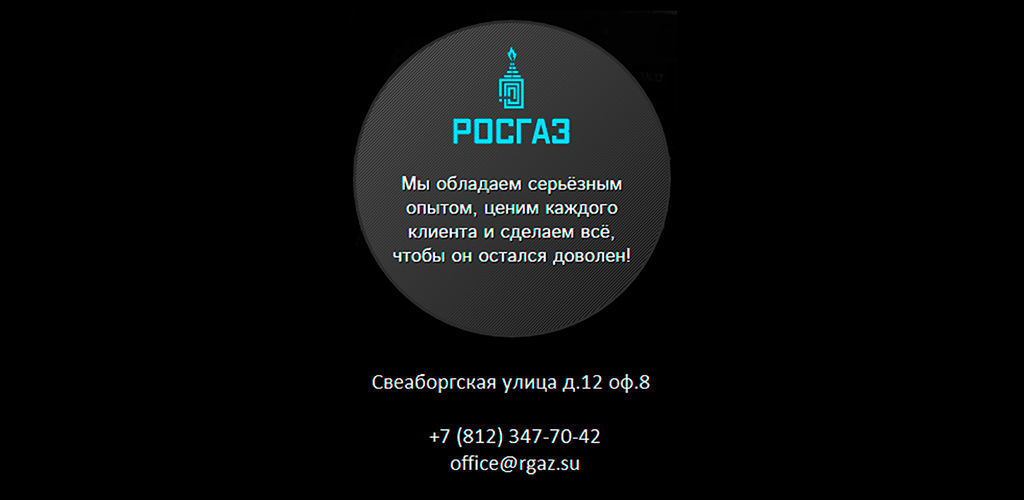 РОСГАЗ
Мы обладаем серьёзным
опытом, ценим каждого
клиента и сделаем всё,
чтобы он остался доволен!
Свеаборгская улица д.12 оф.8
+7 (812) 347-70-42
office@rgaz.su